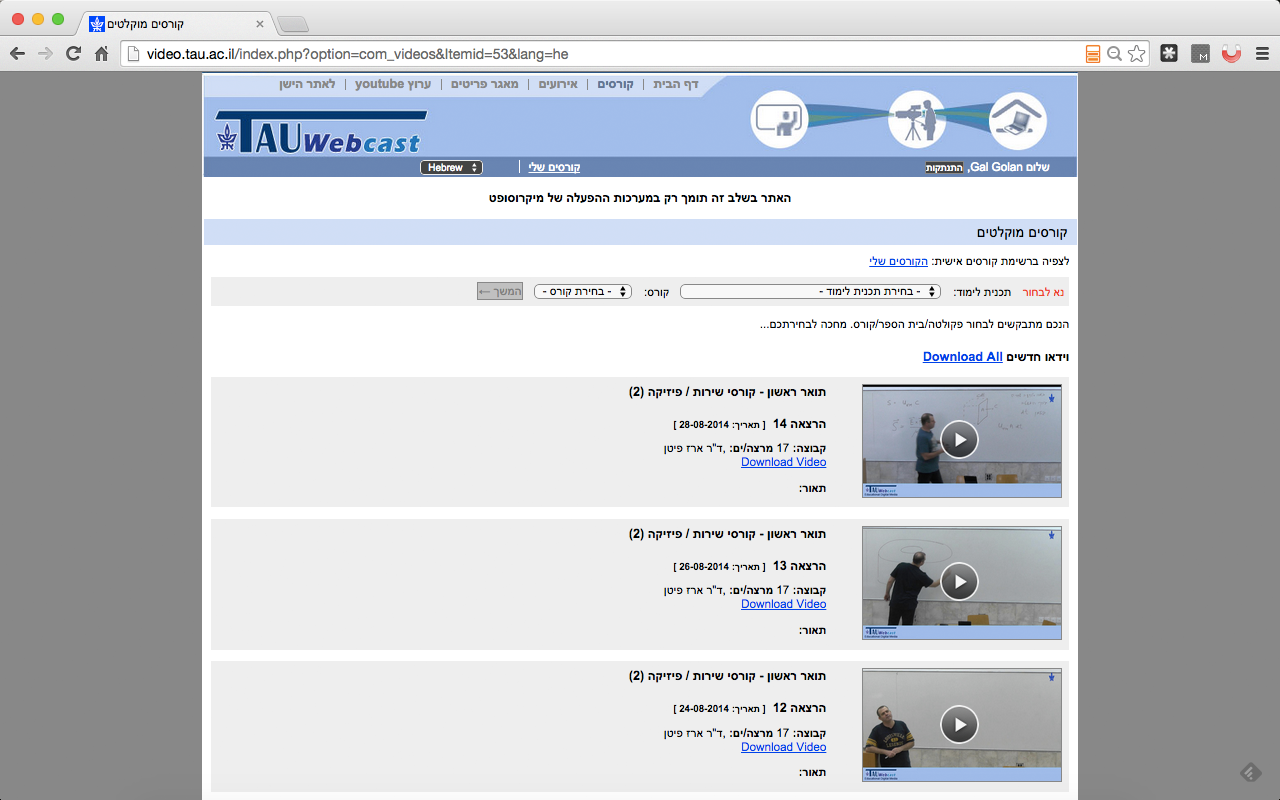 קורסים מוקלטים
video.tau.ac.il/index.php?option=com_videos&Itemid=53&lang=he
דף הבית | קורסים | אירועים | מאגר פריטים | ערוץ youtube | לאתר הישן
TAUWebcast
שלום Gal Golan, התנתקות
קורסים שלי | Hebrew
האתר בשלב זה תומך רק במערכות ההפעלה של מיקרוסופט
קורסים מוקלטים
לצפיה ברשימת קורסים אישית: הקורסים שלי
נא לבחור תכנית לימוד: - בחירת תכנית לימוד - קורס: - בחירת קורס - המשך ←
הנכם מתבקשים לבחור פקולטה/בית הספר/קורס. מחכה לבחירתכם...
וידאו חדשים Download All
תואר ראשון - קורסי שירות / פיזיקה (2)
הרצאה 14 [ תאריך: 28-08-2014 ]
קבוצה: 17 מרצה/ים: ,ד"ר ארז פיטן
Download Video
תאור:
TAUWebcast
תואר ראשון - קורסי שירות / פיזיקה (2)
הרצאה 13 [ תאריך: 26-08-2014 ]
קבוצה: 17 מרצה/ים: ,ד"ר ארז פיטן
Download Video
תאור:
TAUWebcast
תואר ראשון - קורסי שירות / פיזיקה (2)
הרצאה 12 [ תאריך: 24-08-2014 ]
קבוצה: 17 מרצה/ים: ,ד"ר ארז פיטן
Download Video
תאור:
TAUWebcast